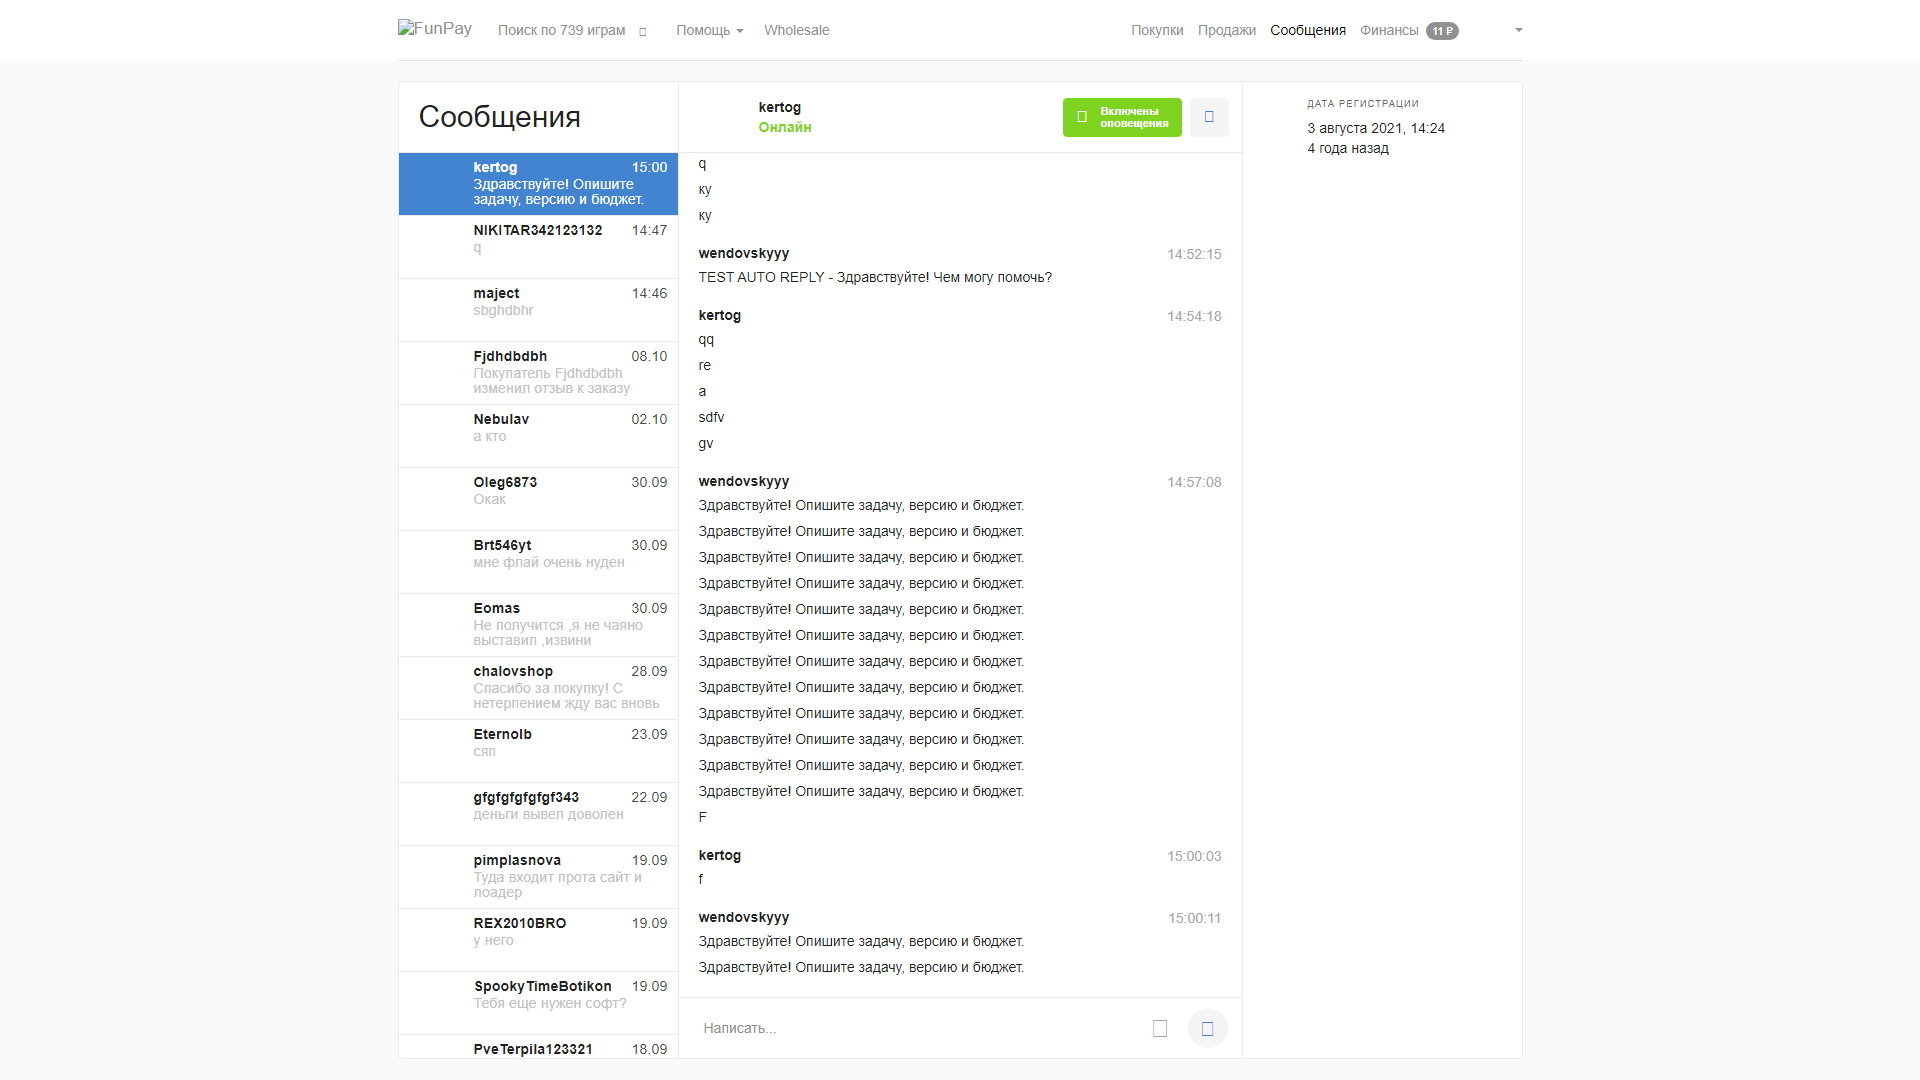 FunPay Поиск по 739 играм Помощь Wholesale Покупки Продажи Сообщения Финансы 11 ₽
Сообщения
kertog 15:00
Здравствуйте! Опишите
задачу, версию и бюджет.
NIKITAR342123132 14:47
q
maject 14:46
sbghdbhr
Fjdhdbdbh 08.10
Покупатель Fjdhdbdbh
изменил отзыв к заказу
Nebulav 02.10
а кто
Oleg6873 30.09
Окак
Brt546yt 30.09
мне флай очень нуден
Eomas 30.09
Не получится ,я не чаяно
выставил ,извини
chalovshop 28.09
Спасибо за покупку! С
нетерпением жду вас вновь
Eternolb 23.09
сяп
gfgfgfgfgfgf343 22.09
деньги вывел доволен
pimplasnova 19.09
Туда входит прота сайт и
лоадер
REX2010BRO 19.09
у него
SpookyTimeBotikon 19.09
Тебя еще нужен софт?
PveTerpila123321 18.09
kertog
Онлайн
Включены
оповещения
q
ку
ку
wendovskyyy 14:52:15
TEST AUTO REPLY - Здравствуйте! Чем могу помочь?
kertog 14:54:18
qq
re
a
sdfv
gv
wendovskyyy 14:57:08
Здравствуйте! Опишите задачу, версию и бюджет.
Здравствуйте! Опишите задачу, версию и бюджет.
Здравствуйте! Опишите задачу, версию и бюджет.
Здравствуйте! Опишите задачу, версию и бюджет.
Здравствуйте! Опишите задачу, версию и бюджет.
Здравствуйте! Опишите задачу, версию и бюджет.
Здравствуйте! Опишите задачу, версию и бюджет.
Здравствуйте! Опишите задачу, версию и бюджет.
Здравствуйте! Опишите задачу, версию и бюджет.
Здравствуйте! Опишите задачу, версию и бюджет.
Здравствуйте! Опишите задачу, версию и бюджет.
Здравствуйте! Опишите задачу, версию и бюджет.
F
kertog 15:00:03
f
wendovskyyy 15:00:11
Здравствуйте! Опишите задачу, версию и бюджет.
Здравствуйте! Опишите задачу, версию и бюджет.
Написать...
ДАТА РЕГИСТРАЦИИ
3 августа 2021, 14:24
4 года назад